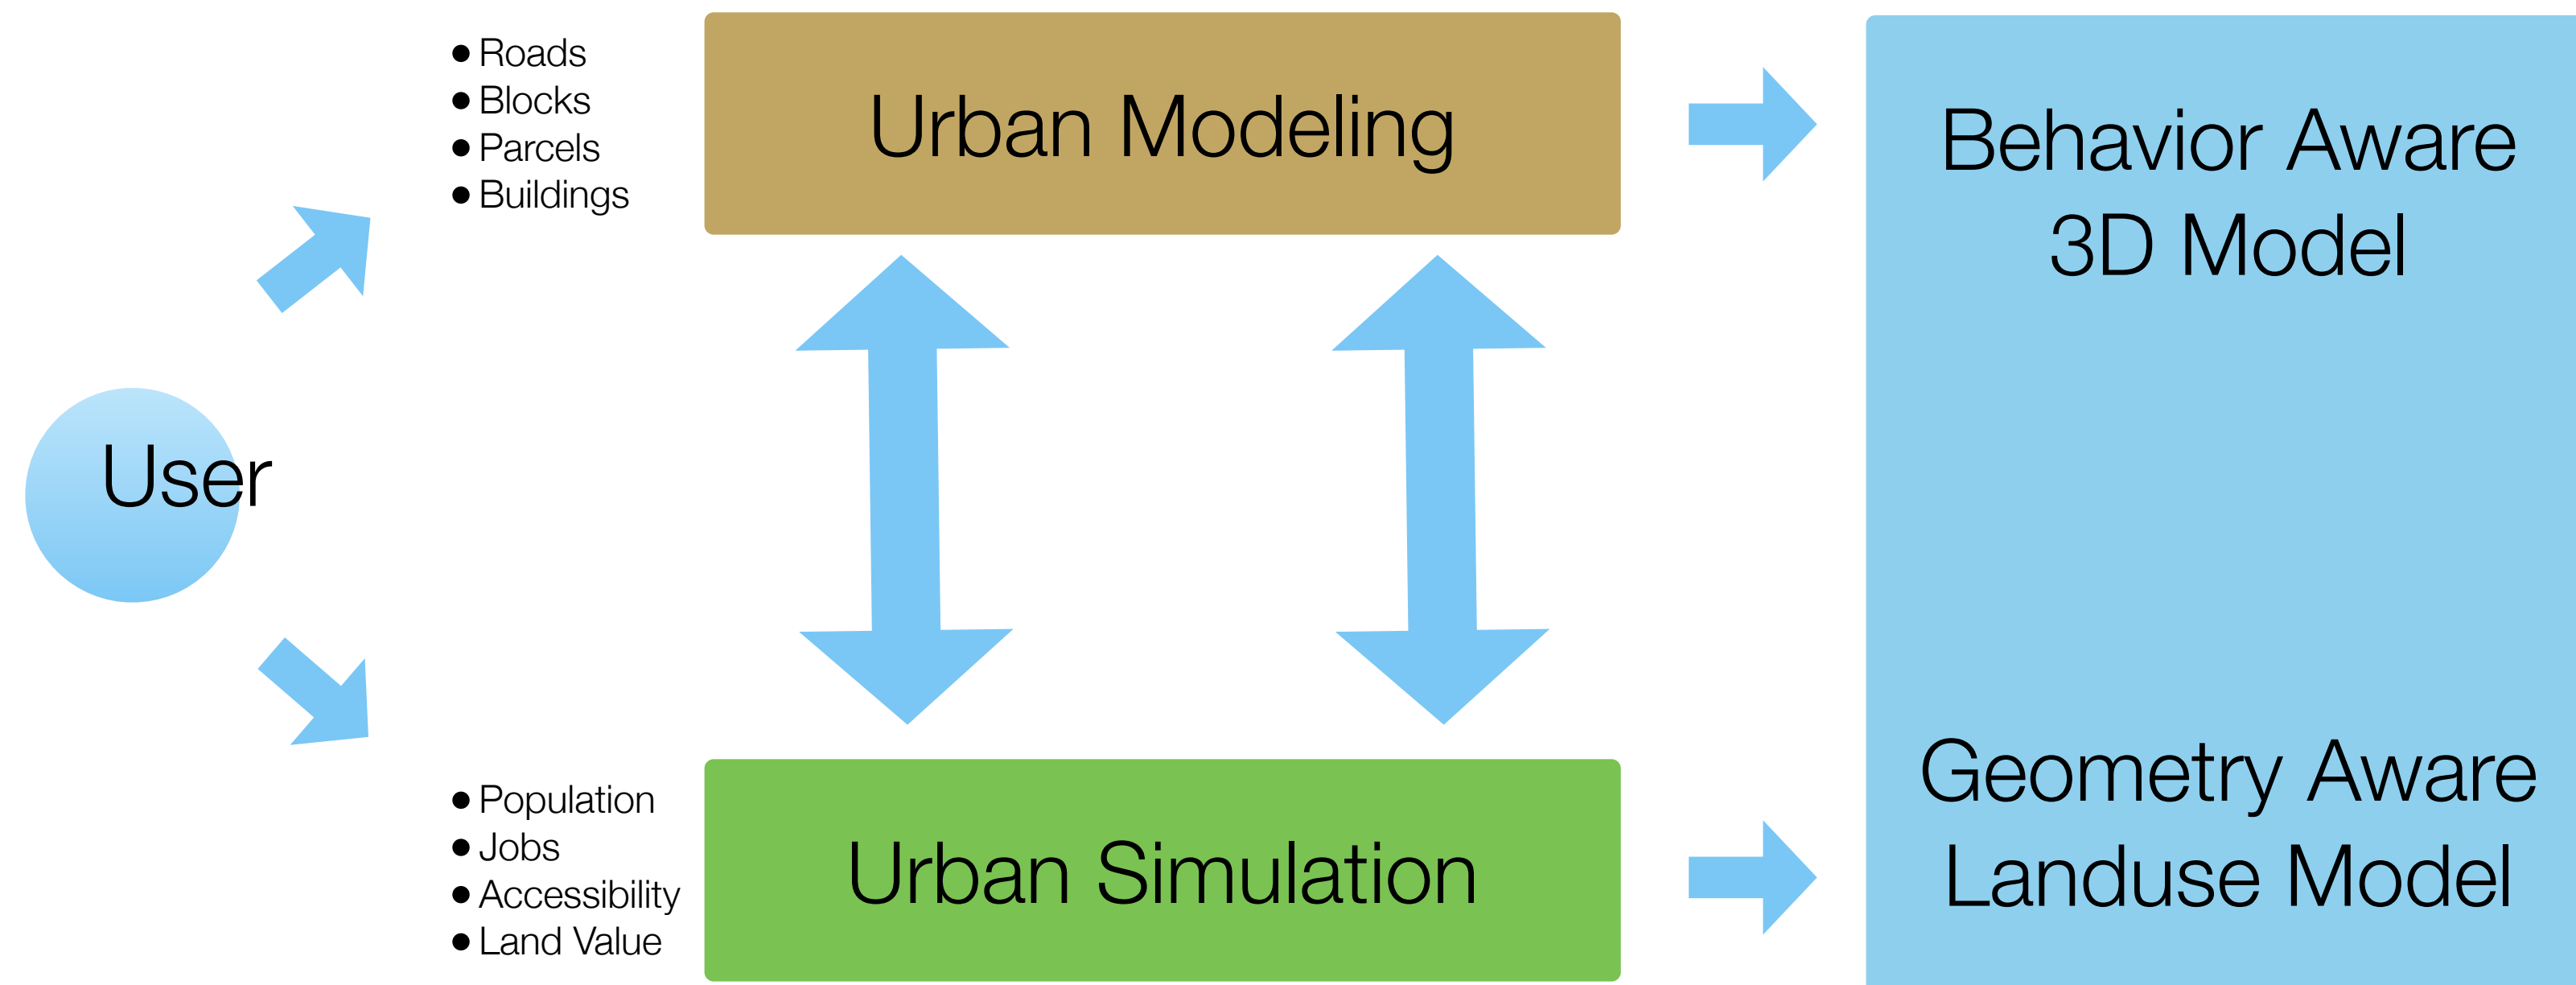 • Roads
• Blocks
• Parcels
• Buildings
Urban Modeling
Behavior Aware
3D Model
User
• Population
• Jobs
• Accessibility
• Land Value
Urban Simulation
Geometry Aware
Landuse Model